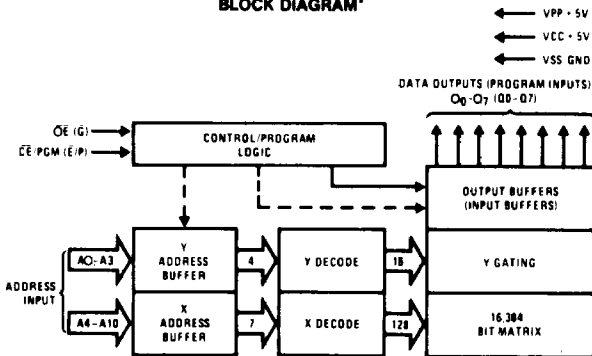 BLOCK DIAGRAM*
VPP + 5V
VCC + 5V
VSS GND
DATA OUTPUTS (PROGRAM INPUTS)
O0-O7 (Q0-Q7)
OE (G)
CE/PGM (E/P)
CONTROL/PROGRAM
LOGIC
OUTPUT BUFFERS
(INPUT BUFFERS)
ADDRESS
INPUT
A0-A3
Y
ADDRESS
BUFFER
4
Y DECODE
16
Y GATING
A4-A10
X
ADDRESS
BUFFER
7
X DECODE
128
16,384
BIT MATRIX